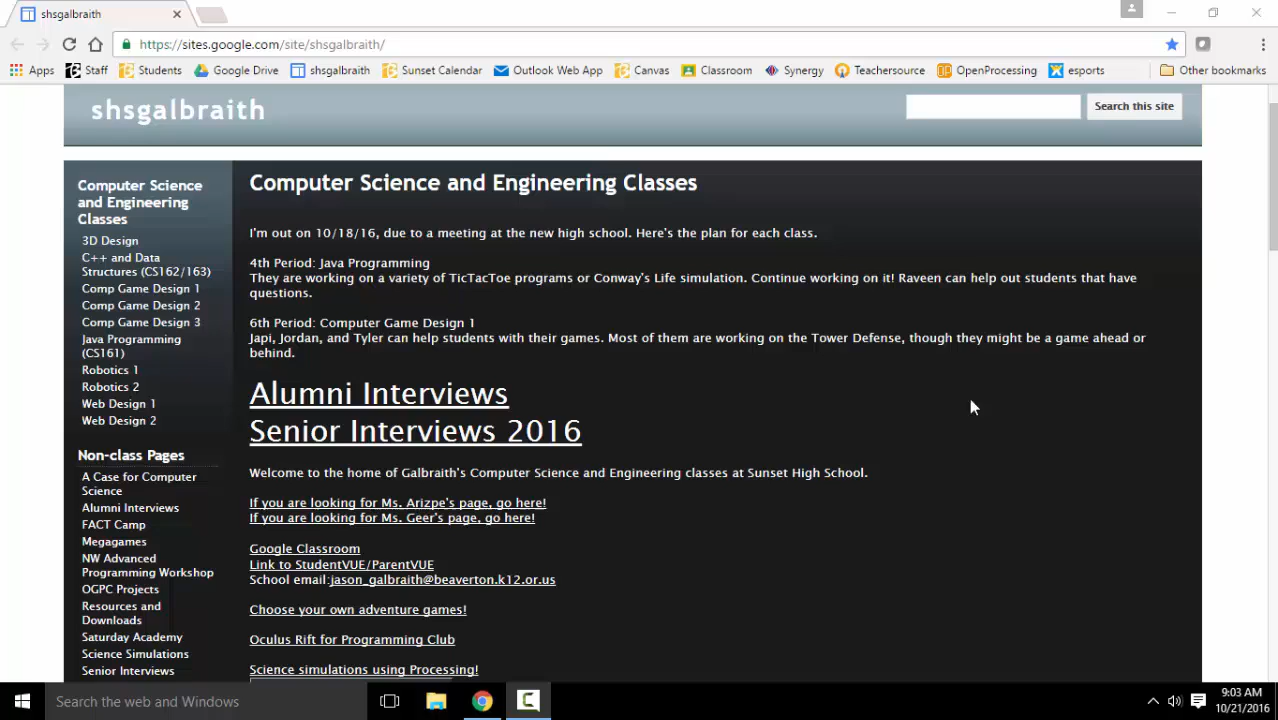 shsgalbraith
https://sites.google.com/site/shsgalbraith/
Apps Staff Students Google Drive shsgalbraith Sunset Calendar Outlook Web App Canvas Classroom Synergy Teachersource OpenProcessing esports Other bookmarks
shsgalbraith
Search this site
Computer Science
and Engineering
Classes
3D Design
C++ and Data
Structures (CS162/163)
Comp Game Design 1
Comp Game Design 2
Comp Game Design 3
Java Programming
(CS161)
Robotics 1
Robotics 2
Web Design 1
Web Design 2
Non-class Pages
A Case for Computer
Science
Alumni Interviews
FACT Camp
Megagames
NW Advanced
Programming Workshop
OGPC Projects
Resources and
Downloads
Saturday Academy
Science Simulations
Senior Interviews
Computer Science and Engineering Classes
I'm out on 10/18/16, due to a meeting at the new high school. Here's the plan for each class.
4th Period: Java Programming
They are working on a variety of TicTacToe programs or Conway's Life simulation. Continue working on it! Raveen can help out students that have
questions.
6th Period: Computer Game Design 1
Japi, Jordan, and Tyler can help students with their games. Most of them are working on the Tower Defense, though they might be a game ahead or
behind.
Alumni Interviews
Senior Interviews 2016
Welcome to the home of Galbraith's Computer Science and Engineering classes at Sunset High School.
If you are looking for Ms. Arizpe's page, go here!
If you are looking for Ms. Geer's page, go here!
Google Classroom
Link to StudentVUE/ParentVUE
School email:jason_galbraith@beaverton.k12.or.us
Choose your own adventure games!
Oculus Rift for Programming Club
Science simulations using Processing!
Search the web and Windows
9:03 AM
10/21/2016